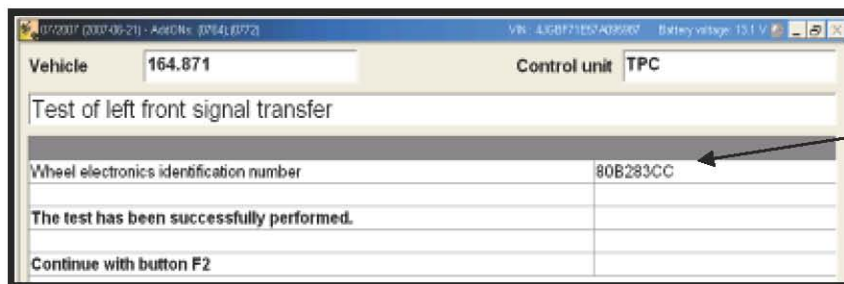 07/2007 (2007-06-21) - AddONs: (0764),(0772) Battery voltage: 13.1 V
Vehicle 164.871 Control unit TPC
Test of left front signal transfer
Wheel electronics identification number 80B283CC
The test has been successfully performed.
Continue with button F2